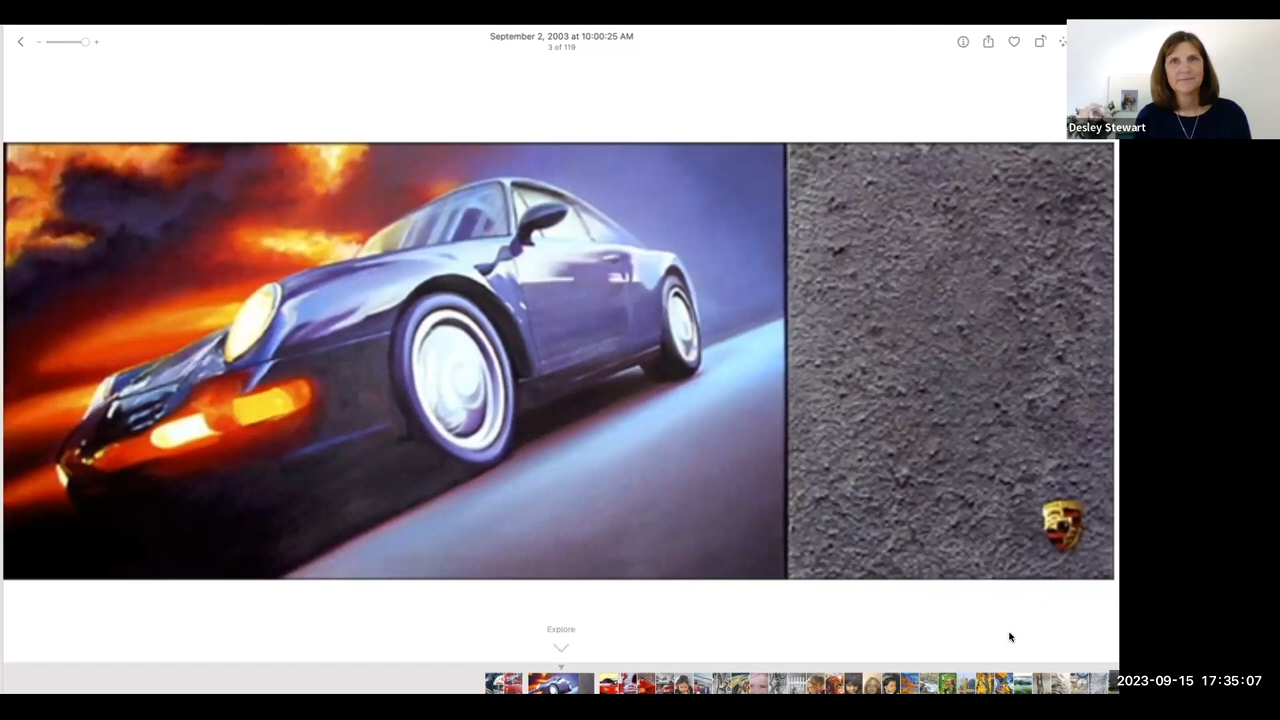 September 2, 2003 at 10:00:25 AM
3 of 119
Desley Stewart
Explore
2023-09-15 17:35:07